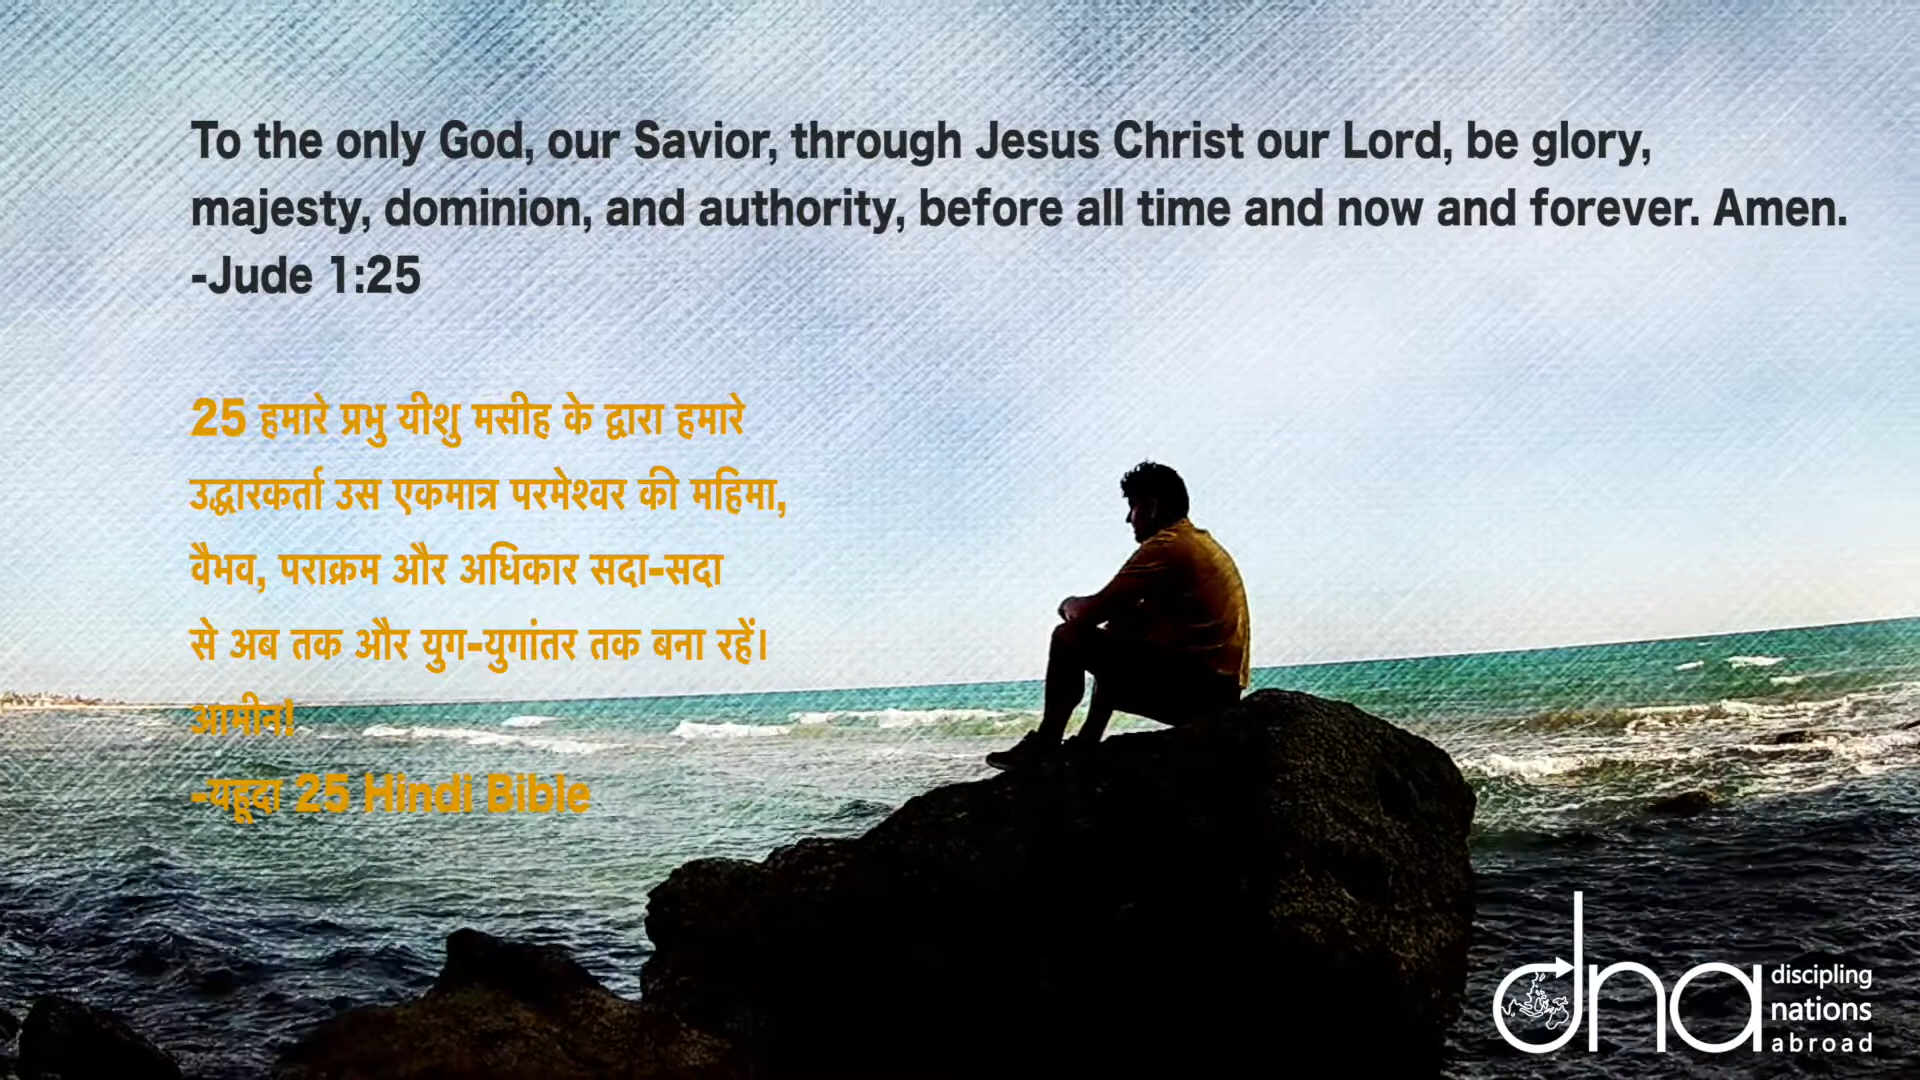 To the only God, our Savior, through Jesus Christ our Lord, be glory,
majesty, dominion, and authority, before all time and now and forever. Amen.
-Jude 1:25
25 हमारे प्रभु यीशु मसीह के द्वारा हमारे
उद्धारकर्ता उस एकमात्र परमेश्वर की महिमा,
वैभव, पराक्रम और अधिकार सदा-सदा
से अब तक और युग-युगांतर तक बना रहें।
आमीन!
-यहूदा 25 Hindi Bible
dna
discipling
nations
abroad